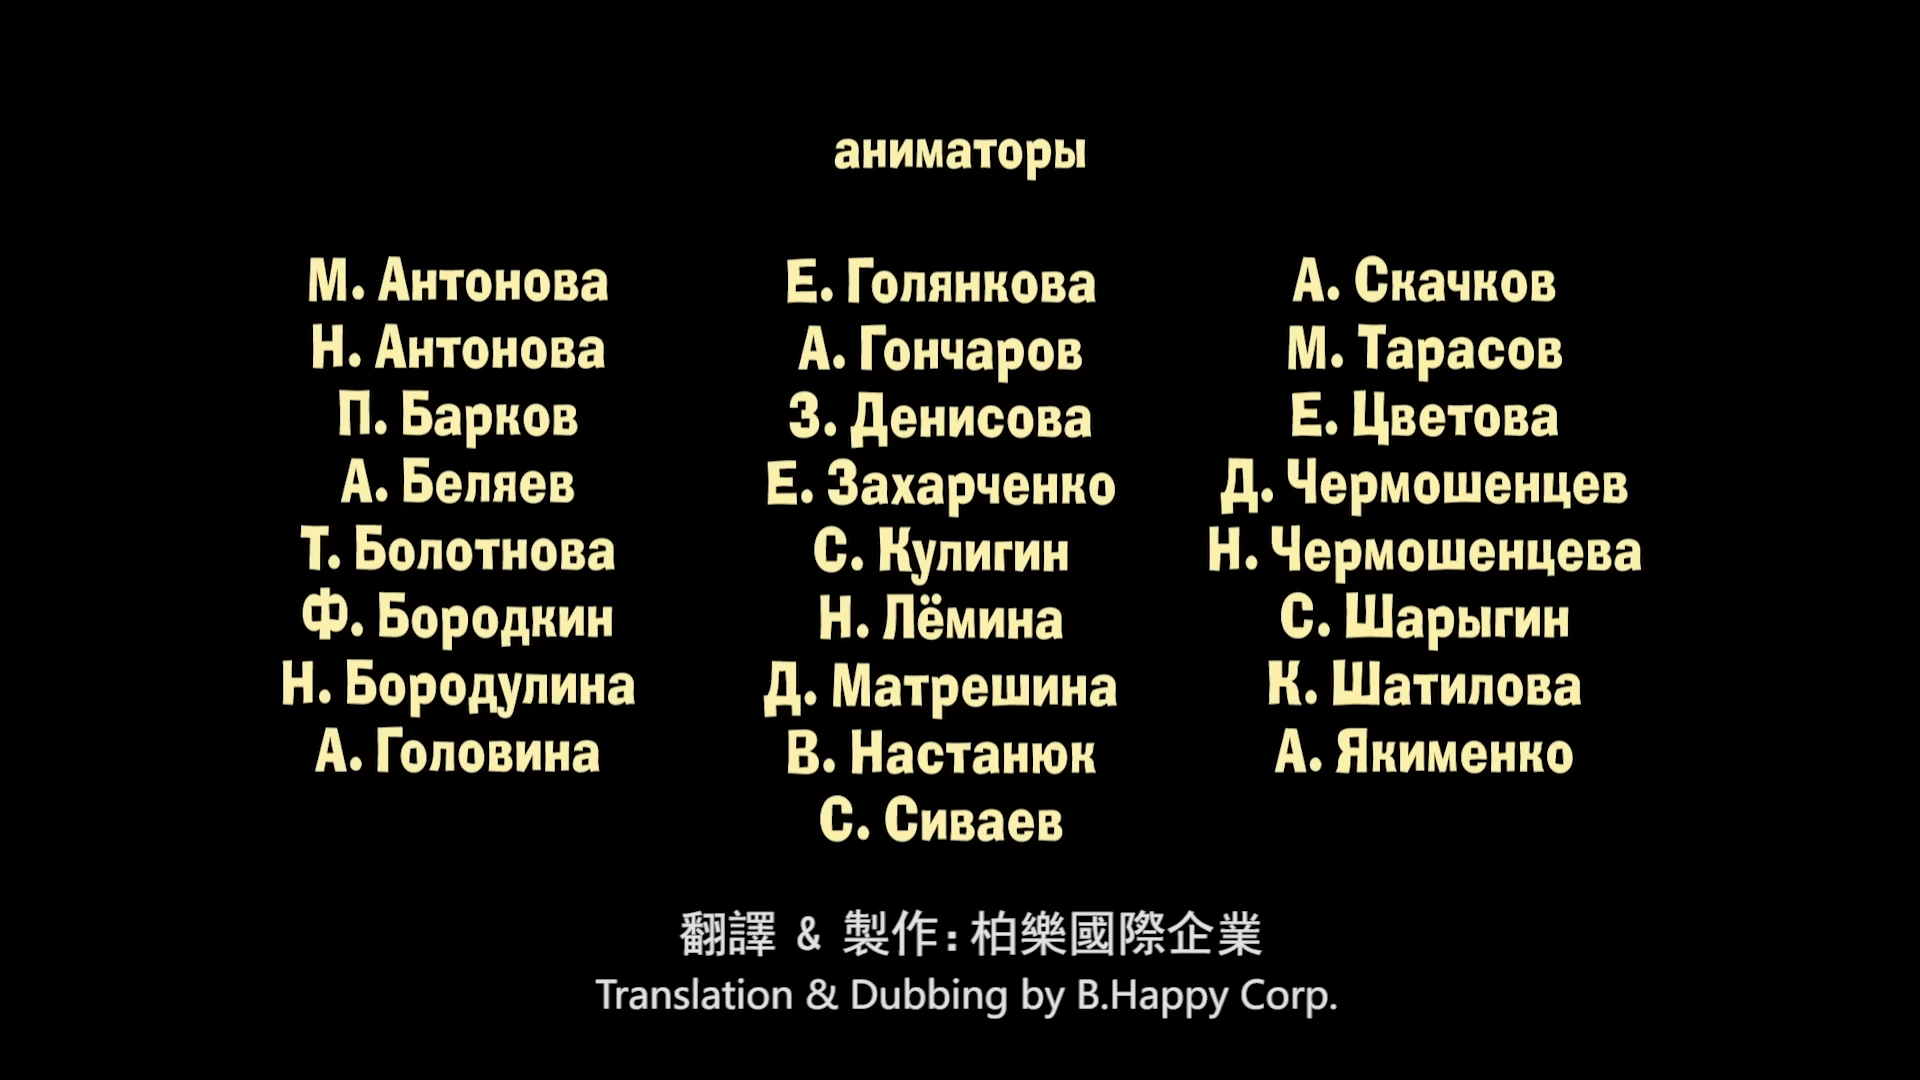 аниматоры
М. Антонова
Н. Антонова
П. Барков
А. Беляев
Т. Болотнова
Ф. Бородкин
Н. Бородулина
А. Головина
Е. Голянкова
А. Гончаров
З. Денисова
Е. Захарченко
С. Кулигин
Н. Лёмина
Д. Матрешина
В. Настанюк
С. Сиваев
А. Скачков
М. Тарасов
Е. Цветова
Д. Чермошенцев
Н. Чермошенцева
С. Шарыгин
К. Шатилова
А. Якименко
翻譯 & 製作: 柏樂國際企業
Translation & Dubbing by B.Happy Corp.